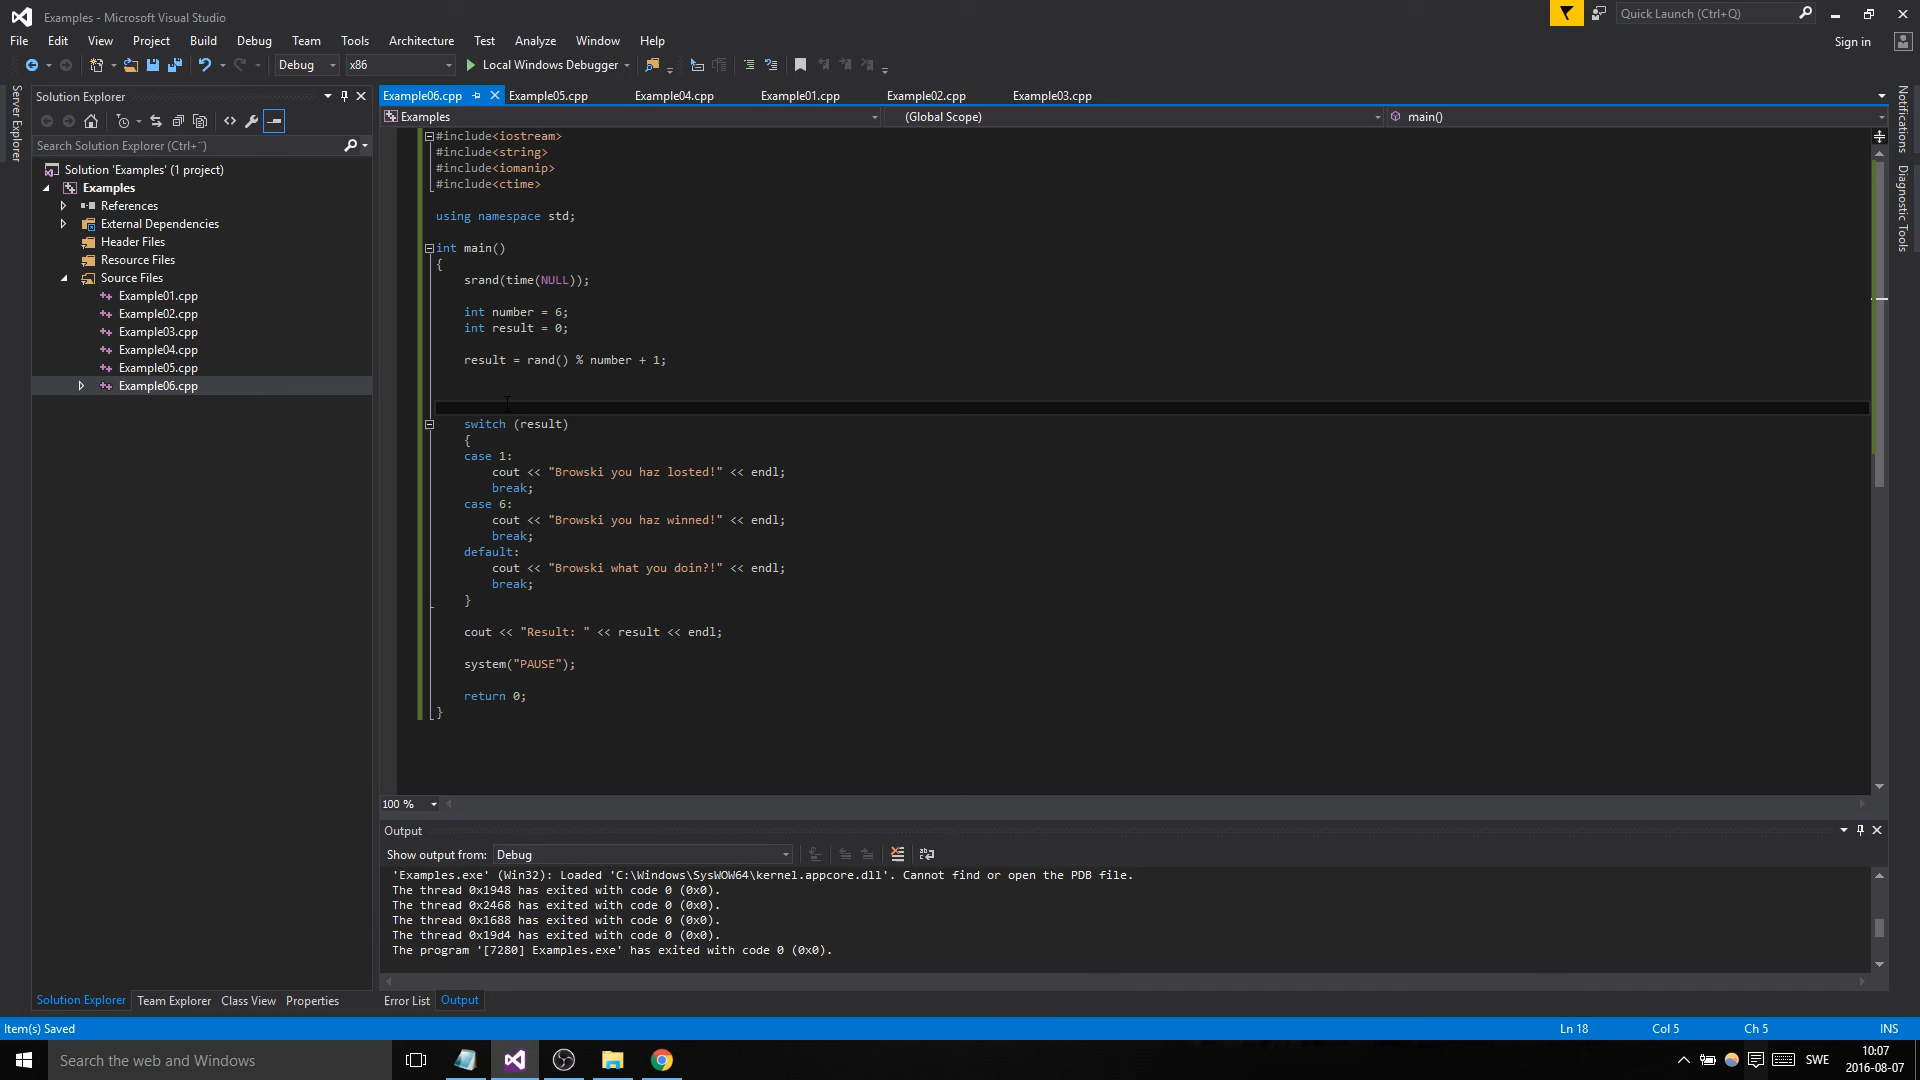 Examples - Microsoft Visual Studio
Quick Launch (Ctrl+Q)
File Edit View Project Build Debug Team Tools Architecture Test Analyze Window Help
Sign in
Debug x86 Local Windows Debugger
Server Explorer
Solution Explorer
Search Solution Explorer (Ctrl+¨)
Solution 'Examples' (1 project)
Examples
References
External Dependencies
Header Files
Resource Files
Source Files
Example01.cpp
Example02.cpp
Example03.cpp
Example04.cpp
Example05.cpp
Example06.cpp
Solution Explorer Team Explorer Class View Properties
Example06.cpp Example05.cpp Example04.cpp Example01.cpp Example02.cpp Example03.cpp
Examples (Global Scope) main()
#include<iostream>
#include<string>
#include<iomanip>
#include<ctime>
using namespace std;
int main()
{
srand(time(NULL));
int number = 6;
int result = 0;
result = rand() % number + 1;
switch (result)
{
case 1:
cout << "Browski you haz losted!" << endl;
break;
case 6:
cout << "Browski you haz winned!" << endl;
break;
default:
cout << "Browski what you doin?!" << endl;
break;
}
cout << "Result: " << result << endl;
system("PAUSE");
return 0;
}
100 %
Output
Show output from: Debug
'Examples.exe' (Win32): Loaded 'C:\Windows\SysWOW64\kernel.appcore.dll'. Cannot find or open the PDB file.
The thread 0x1948 has exited with code 0 (0x0).
The thread 0x2468 has exited with code 0 (0x0).
The thread 0x1688 has exited with code 0 (0x0).
The thread 0x19d4 has exited with code 0 (0x0).
The program '[7280] Examples.exe' has exited with code 0 (0x0).
Error List Output
Notifications
Diagnostic Tools
Item(s) Saved Ln 18 Col 5 Ch 5 INS
Search the web and Windows
SWE
10:07
2016-08-07